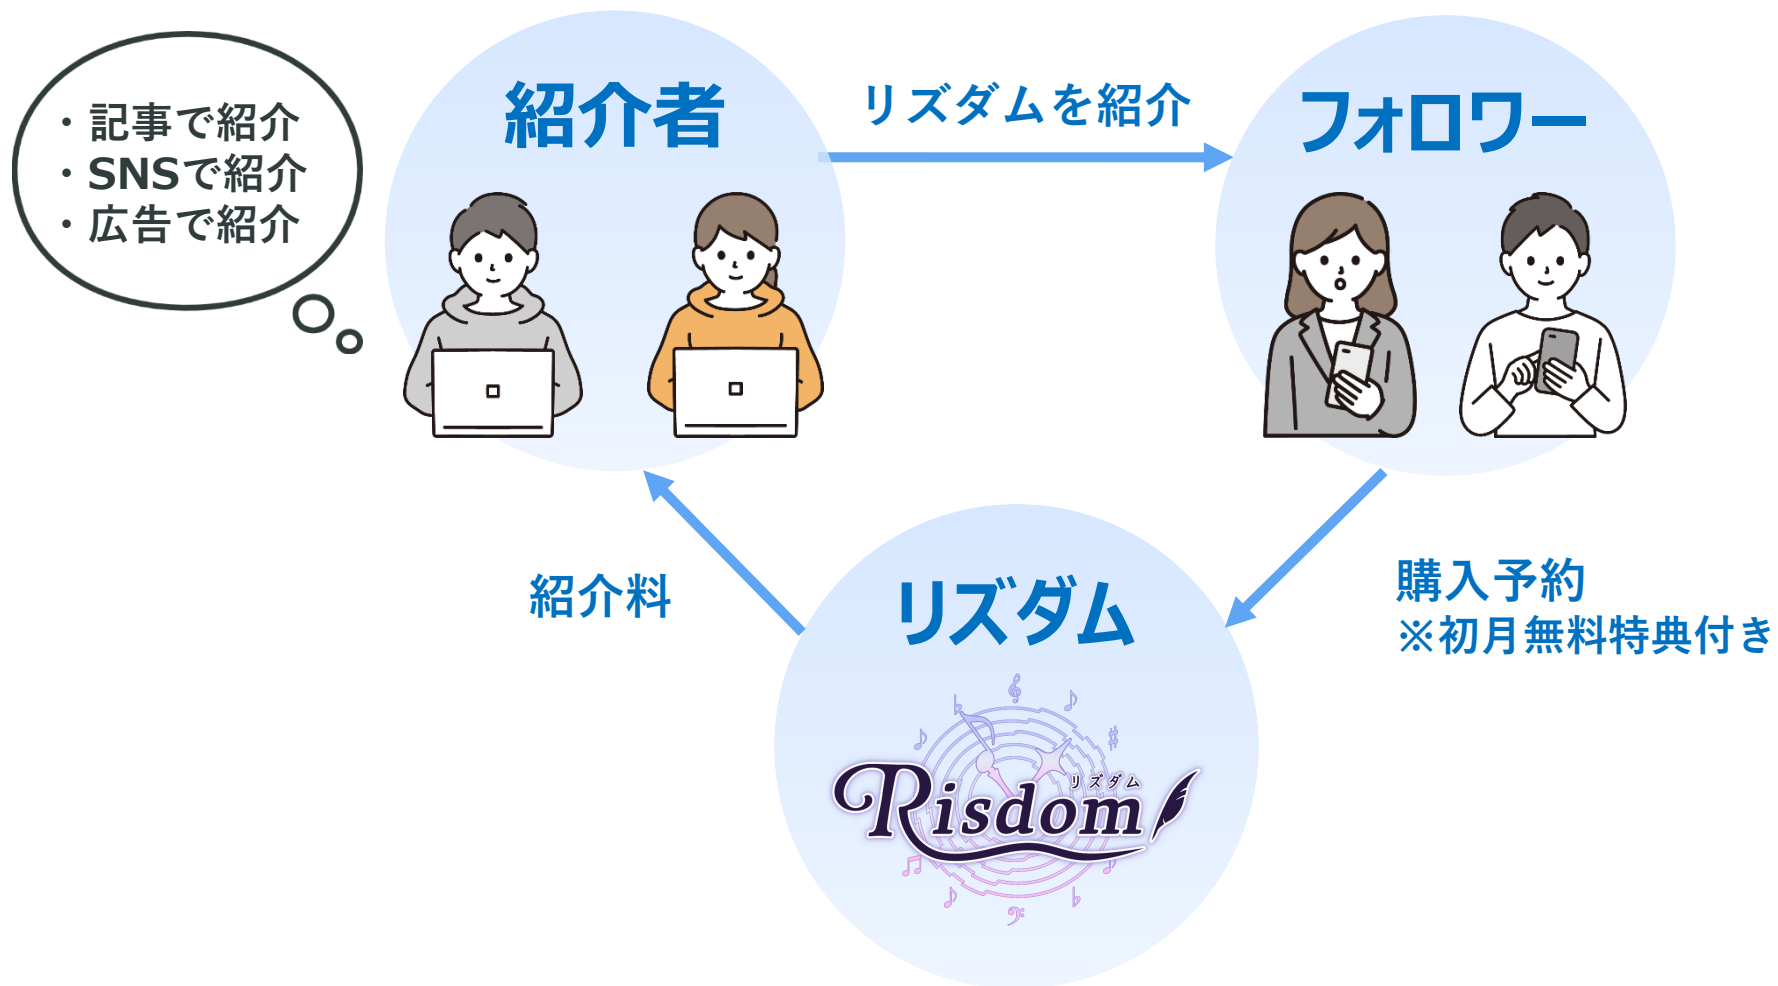 ・記事で紹介
・SNSで紹介
・広告で紹介
紹介者
リズダムを紹介
フォロワー
紹介料
リズダム
購入予約
※初月無料特典付き
リズダム
Risdom